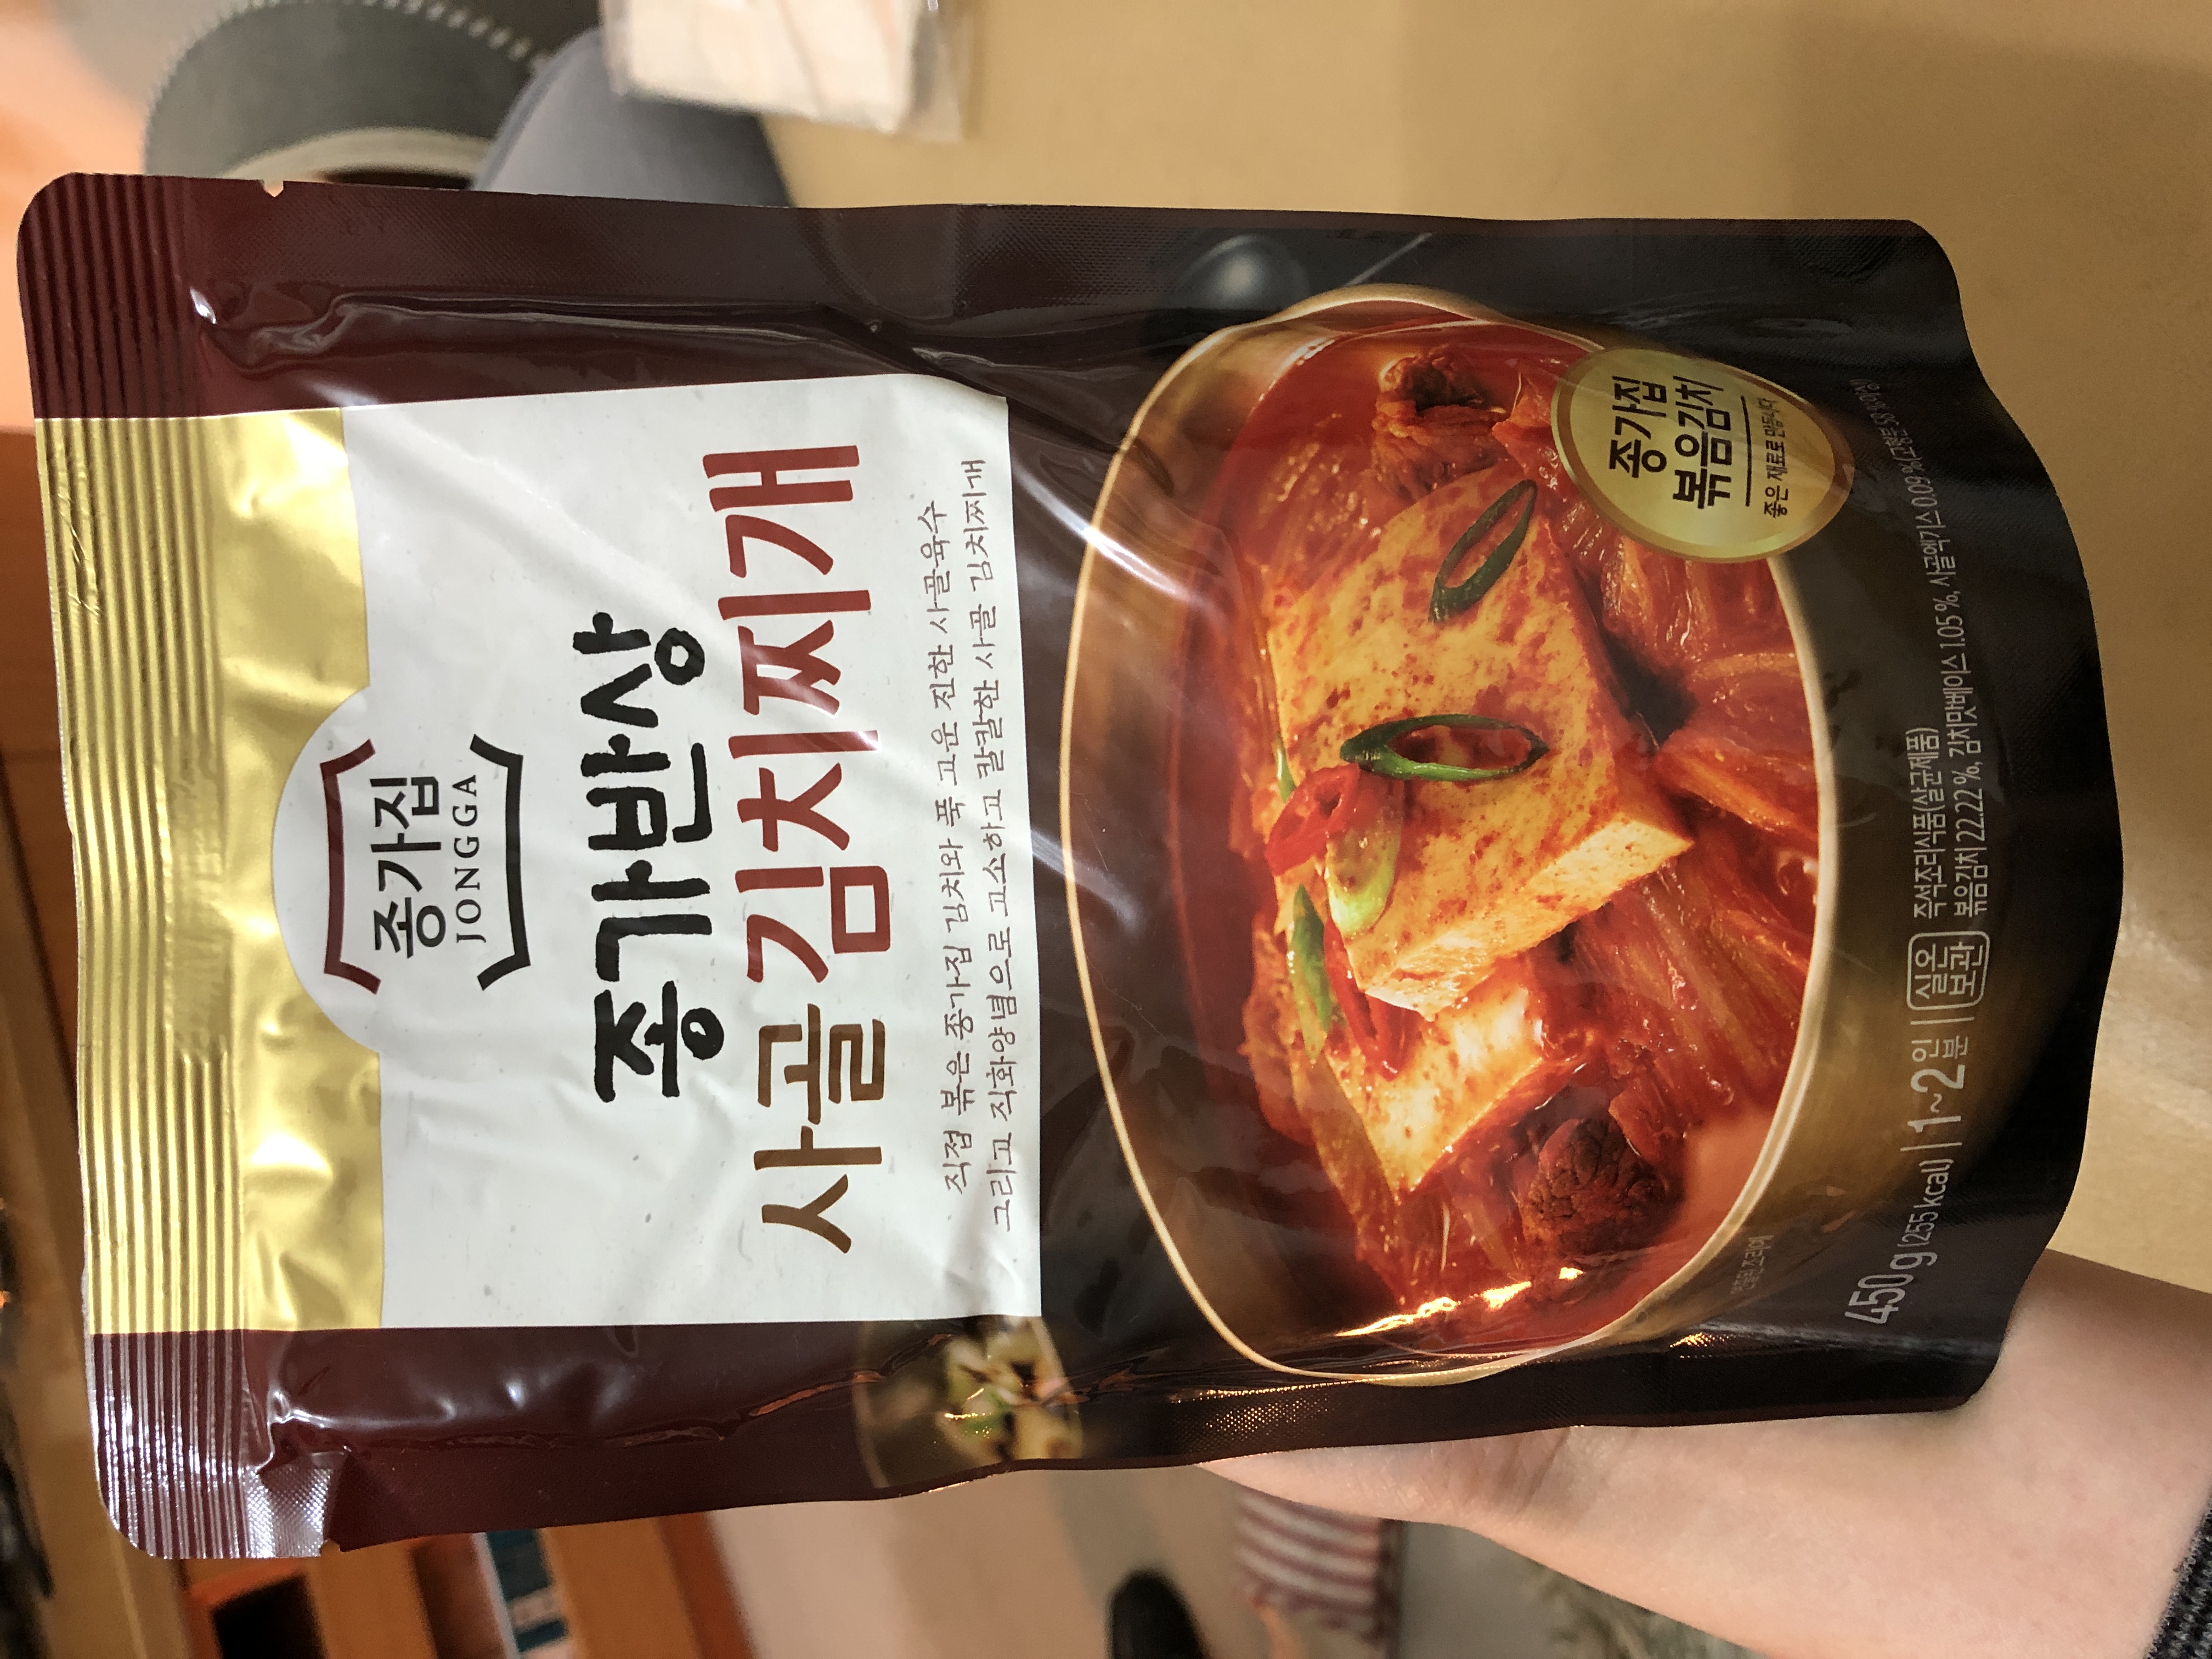 종가집
JONGGA
종가반상
사골김치찌개
직접 볶은 종가집 김치와 푹 고운 진한 사골육수
그리고 직화양념으로 고소하고 칼칼한 사골 김치찌개
종가집
볶음김치
좋은 재료로 만듭니다
450g(255kcal) 1~2인분 실온보관
즉석조리식품(살균제품)
볶음김치 22.22%, 김치맛베이스 1.05%, 사골엑기스 0.09%